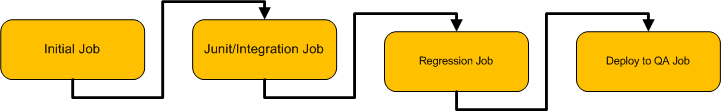 Initial Job
Junit/Integration Job
Regression Job
Deploy to QA Job